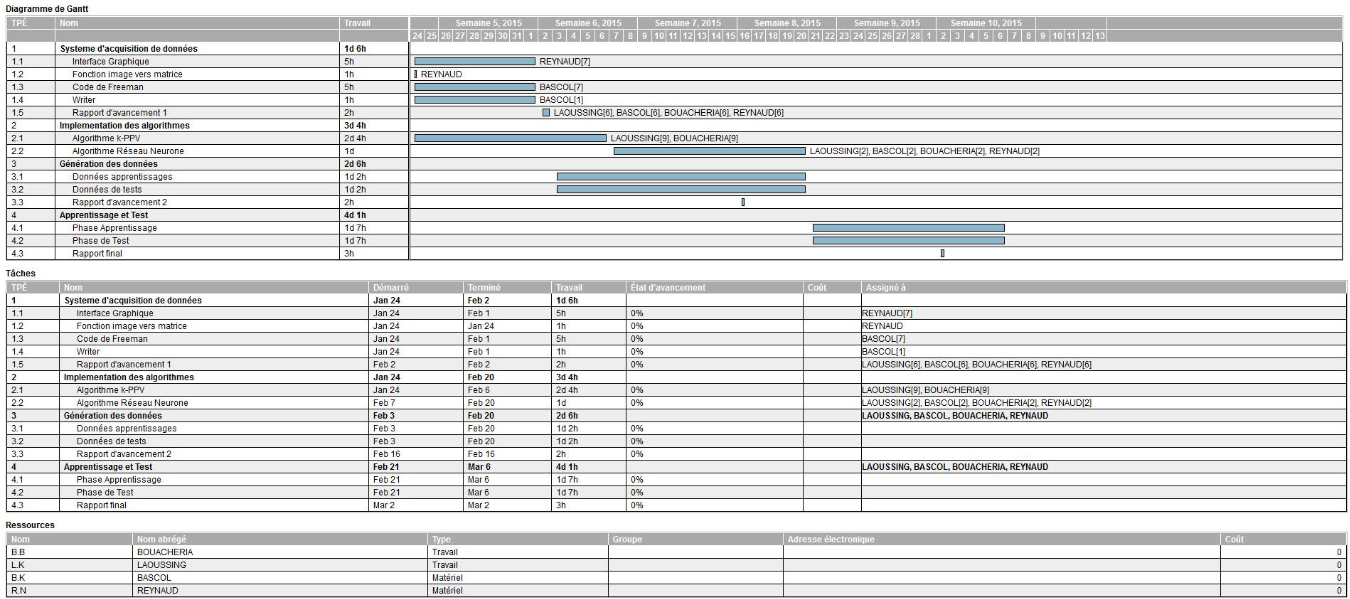 Diagramme de Gantt
TPÉ Nom Travail Semaine 5, 2015 Semaine 6, 2015 Semaine 7, 2015 Semaine 8, 2015 Semaine 9, 2015 Semaine 10, 2015
24 25 26 27 28 29 30 31 1 2 3 4 5 6 7 8 9 10 11 12 13 14 15 16 17 18 19 20 21 22 23 24 25 26 27 28 1 2 3 4 5 6 7 8 9 10 11 12 13
1 Systeme d'acquisition de données 1d 6h
1.1 Interface Graphique 5h REYNAUD[7]
1.2 Fonction image vers matrice 1h REYNAUD
1.3 Code de Freeman 5h BASCOL[7]
1.4 Writer 1h BASCOL[1]
1.5 Rapport d'avancement 1 2h LAOUSSING[6], BASCOL[6], BOUACHERIA[6], REYNAUD[6]
2 Implementation des algorithmes 3d 4h
2.1 Algorithme k-PPV 2d 4h LAOUSSING[9], BOUACHERIA[9]
2.2 Algorithme Réseau Neurone 1d LAOUSSING[2], BASCOL[2], BOUACHERIA[2], REYNAUD[2]
3 Génération des données 2d 6h
3.1 Données apprentissages 1d 2h
3.2 Données de tests 1d 2h
3.3 Rapport d'avancement 2 2h
4 Apprentissage et Test 4d 1h
4.1 Phase Apprentissage 1d 7h
4.2 Phase de Test 1d 7h
4.3 Rapport final 3h
Tâches
TPÉ Nom Démarré Terminé Travail État d'avancement Coût Assigné à
1 Systeme d'acquisition de données Jan 24 Feb 2 1d 6h
1.1 Interface Graphique Jan 24 Feb 1 5h 0% REYNAUD[7]
1.2 Fonction image vers matrice Jan 24 Jan 24 1h 0% REYNAUD
1.3 Code de Freeman Jan 24 Feb 1 5h 0% BASCOL[7]
1.4 Writer Jan 24 Feb 1 1h 0% BASCOL[1]
1.5 Rapport d'avancement 1 Feb 2 Feb 2 2h 0% LAOUSSING[6], BASCOL[6], BOUACHERIA[6], REYNAUD[6]
2 Implementation des algorithmes Jan 24 Feb 20 3d 4h
2.1 Algorithme k-PPV Jan 24 Feb 6 2d 4h 0% LAOUSSING[9], BOUACHERIA[9]
2.2 Algorithme Réseau Neurone Feb 7 Feb 20 1d 0% LAOUSSING[2], BASCOL[2], BOUACHERIA[2], REYNAUD[2]
3 Génération des données Feb 3 Feb 20 2d 6h LAOUSSING, BASCOL, BOUACHERIA, REYNAUD
3.1 Données apprentissages Feb 3 Feb 20 1d 2h 0%
3.2 Données de tests Feb 3 Feb 20 1d 2h 0%
3.3 Rapport d'avancement 2 Feb 16 Feb 16 2h 0%
4 Apprentissage et Test Feb 21 Mar 6 4d 1h LAOUSSING, BASCOL, BOUACHERIA, REYNAUD
4.1 Phase Apprentissage Feb 21 Mar 6 1d 7h 0%
4.2 Phase de Test Feb 21 Mar 6 1d 7h 0%
4.3 Rapport final Mar 2 Mar 2 3h 0%
Ressources
Nom Nom abrégé Type Groupe Adresse électronique Coût
B.B BOUACHERIA Travail 0
L.K LAOUSSING Travail 0
B.K BASCOL Matériel 0
R.N REYNAUD Matériel 0